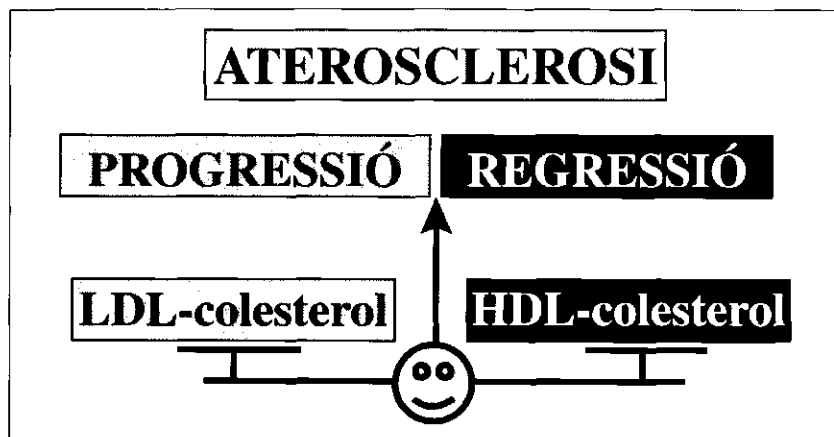 ATEROSCLEROSI
PROGRESSIÓ REGRESSIÓ
LDL-colesterol HDL-colesterol